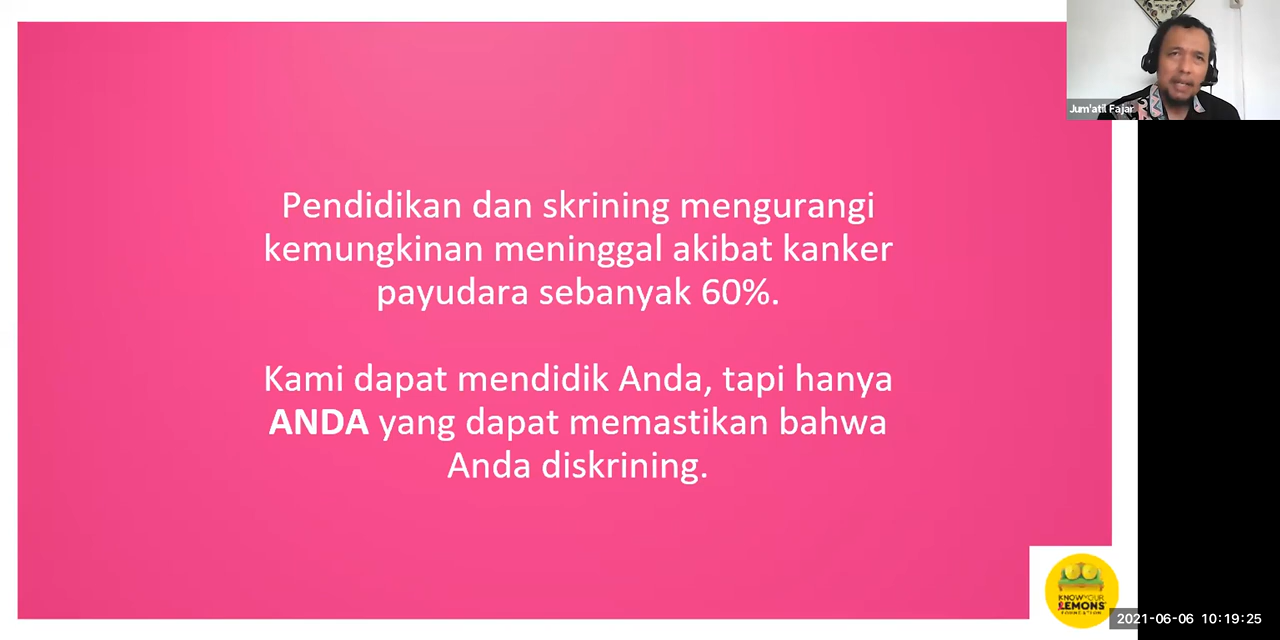 Jum'atil Fajar
Pendidikan dan skrining mengurangi
kemungkinan meninggal akibat kanker
payudara sebanyak 60%.
Kami dapat mendidik Anda, tapi hanya
ANDA yang dapat memastikan bahwa
Anda diskrining.
KNOW YOUR
LEMONS
FOUNDATION
2021-06-06 10:19:25